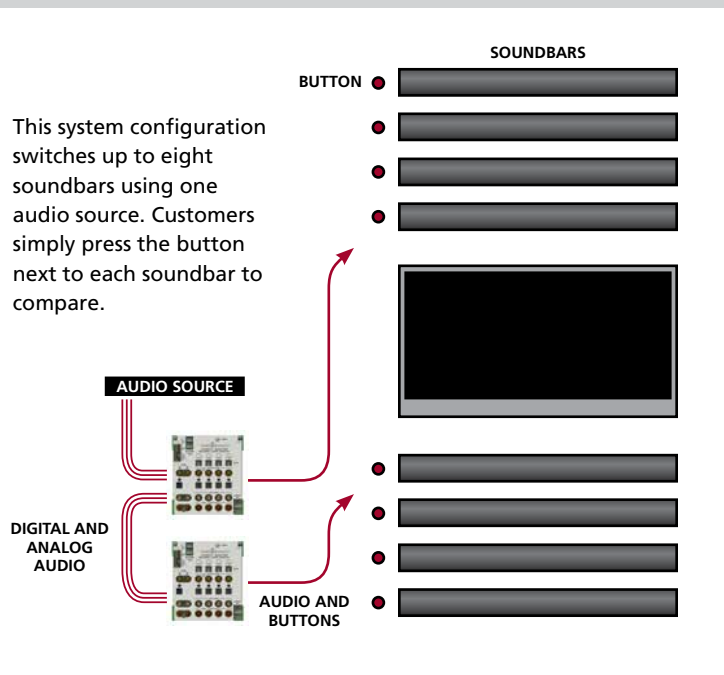 SOUNDBARS
BUTTON
This system configuration
switches up to eight
soundbars using one
audio source. Customers
simply press the button
next to each soundbar to
compare.
AUDIO SOURCE
DIGITAL AND
ANALOG
AUDIO
AUDIO AND
BUTTONS